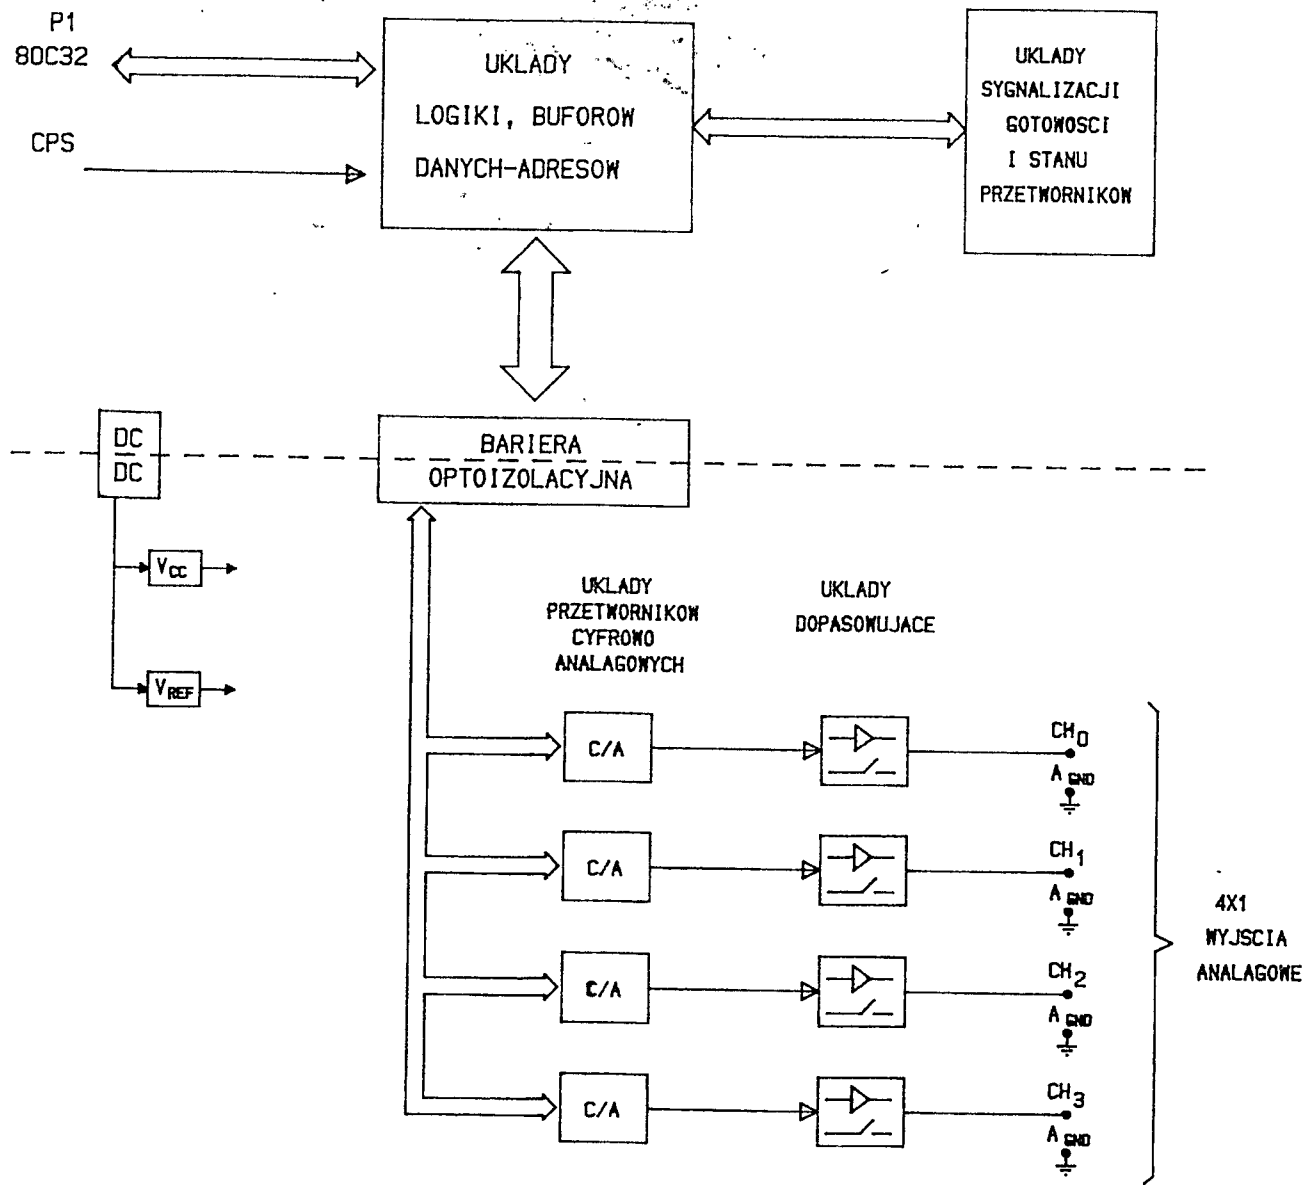 P1
80C32
CPS
UKLADY
LOGIKI, BUFOROW
DANYCH-ADRESOW
UKLADY
SYGNALIZACJI
GOTOWOSCI
I STANU
PRZETWORNIKOW
DC
DC
BARIERA
OPTOIZOLACYJNA
VCC
VREF
UKLADY
PRZETWORNIKOW
CYFROWO
ANALAGOWYCH
UKLADY
DOPASOWUJACE
C/A
CH0
AGND
C/A
CH1
AGND
C/A
CH2
AGND
C/A
CH3
AGND
4X1
WYJSCIA
ANALAGOWE